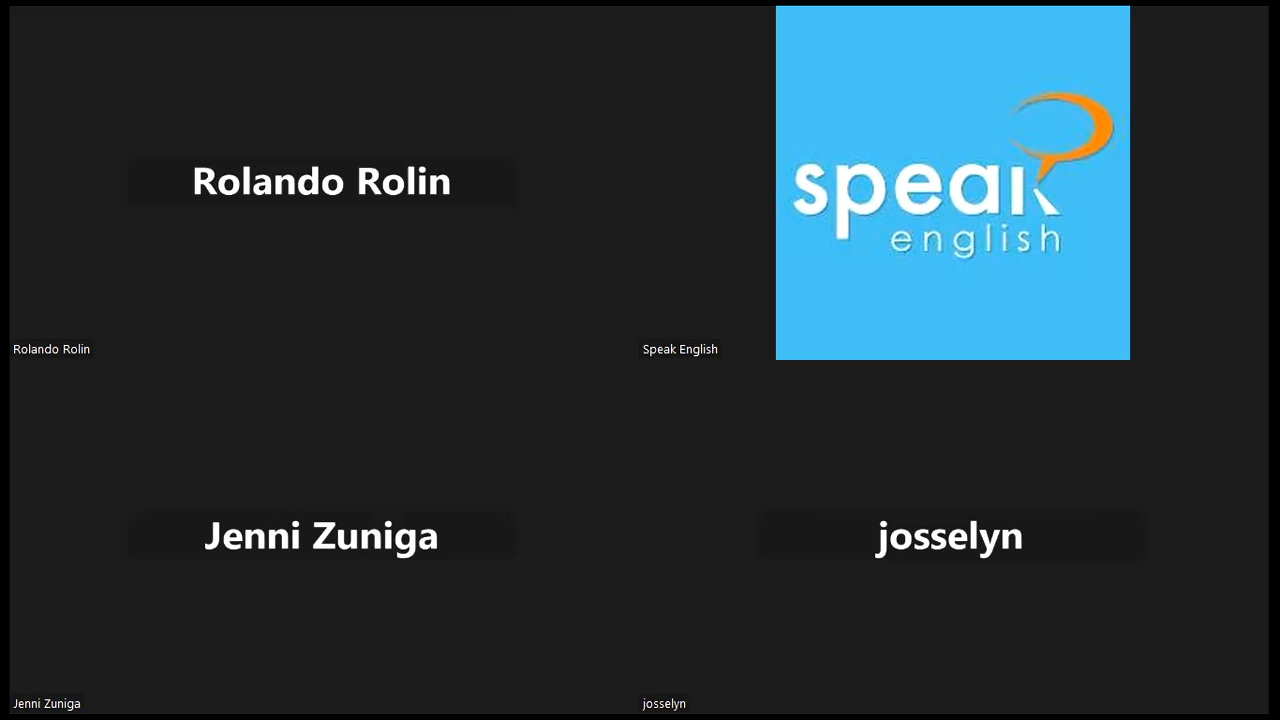 Rolando Rolin
Rolando Rolin
speak
english
Speak English
Jenni Zuniga
Jenni Zuniga
josselyn
josselyn